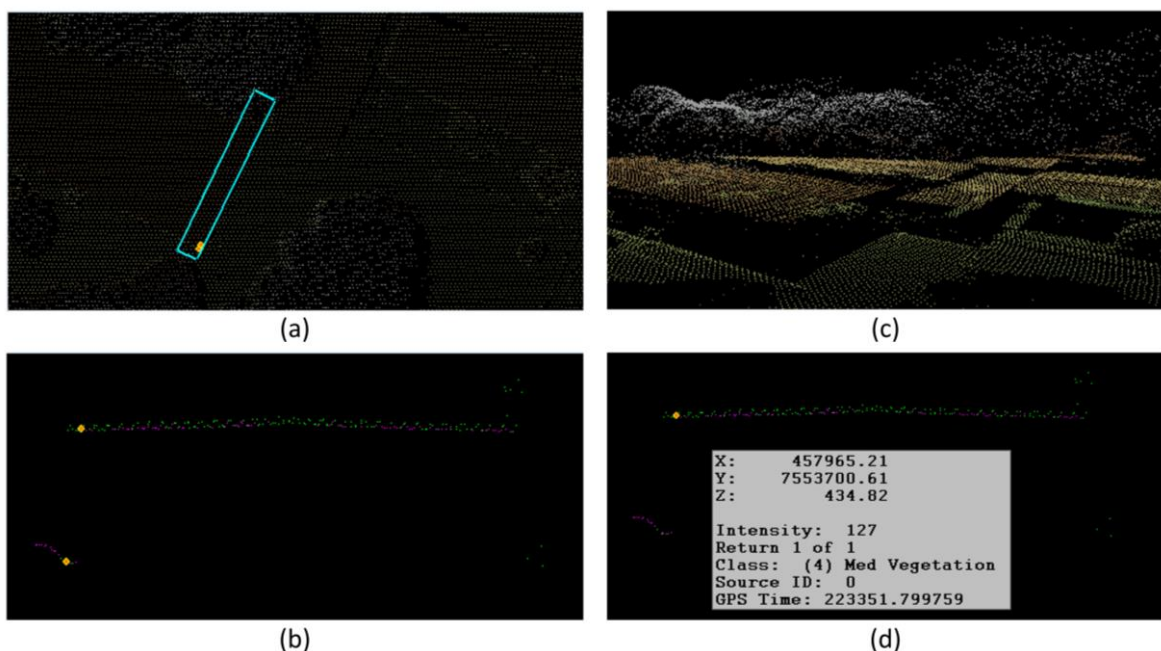 (a)
(c)
X: 457965.21
Y: 7553700.61
Z: 434.82
Intensity: 127
Return 1 of 1
Class: (4) Med Vegetation
Source ID: 0
GPS Time: 223351.799759
(b)
(d)